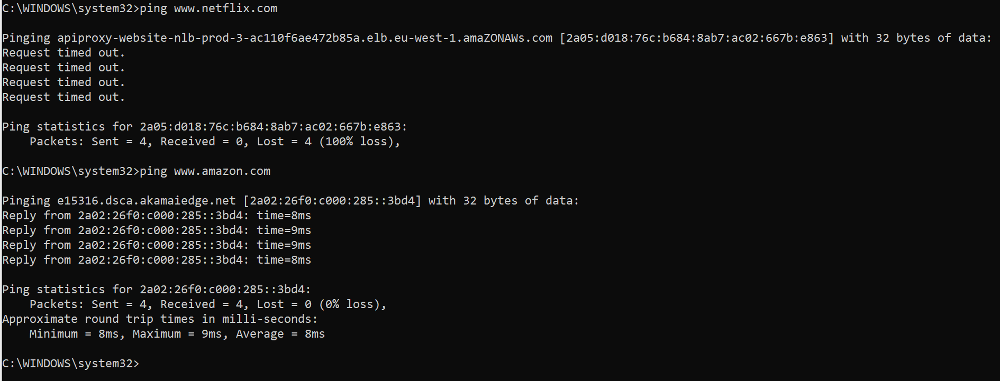 C:\WINDOWS\system32>ping www.netflix.com
Pinging apiproxy-website-nlb-prod-3-ac110f6ae472b85a.elb.eu-west-1.amaZONAWs.com [2a05:d018:76c:b684:8ab7:ac02:667b:e863] with 32 bytes of data:
Request timed out.
Request timed out.
Request timed out.
Request timed out.
Ping statistics for 2a05:d018:76c:b684:8ab7:ac02:667b:e863:
    Packets: Sent = 4, Received = 0, Lost = 4 (100% loss),
C:\WINDOWS\system32>ping www.amazon.com
Pinging e15316.dsca.akamaiedge.net [2a02:26f0:c000:285::3bd4] with 32 bytes of data:
Reply from 2a02:26f0:c000:285::3bd4: time=8ms
Reply from 2a02:26f0:c000:285::3bd4: time=9ms
Reply from 2a02:26f0:c000:285::3bd4: time=9ms
Reply from 2a02:26f0:c000:285::3bd4: time=8ms
Ping statistics for 2a02:26f0:c000:285::3bd4:
    Packets: Sent = 4, Received = 4, Lost = 0 (0% loss),
Approximate round trip times in milli-seconds:
    Minimum = 8ms, Maximum = 9ms, Average = 8ms
C:\WINDOWS\system32>